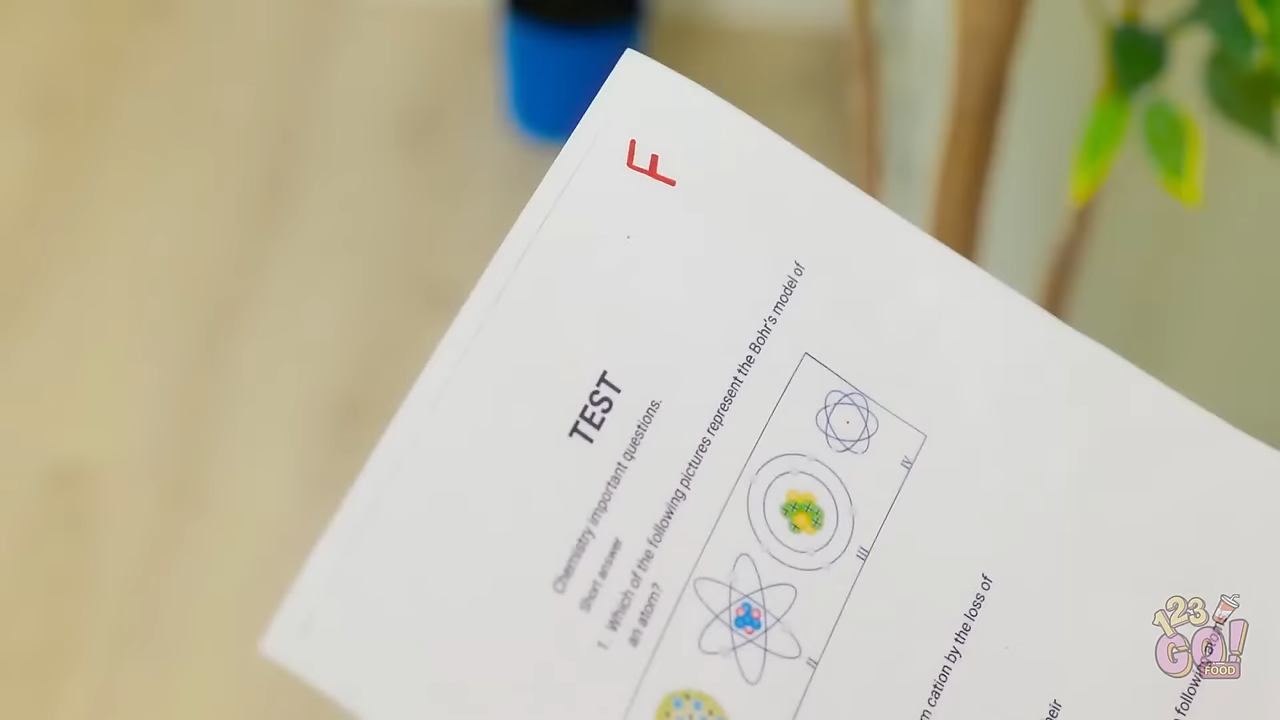 F
TEST
Chemistry important questions.
Short answer
1. Which of the following pictures represent the Bohr's model of
an atom?
II
III
IV
cation by the loss of
following
123
GO!
FOOD